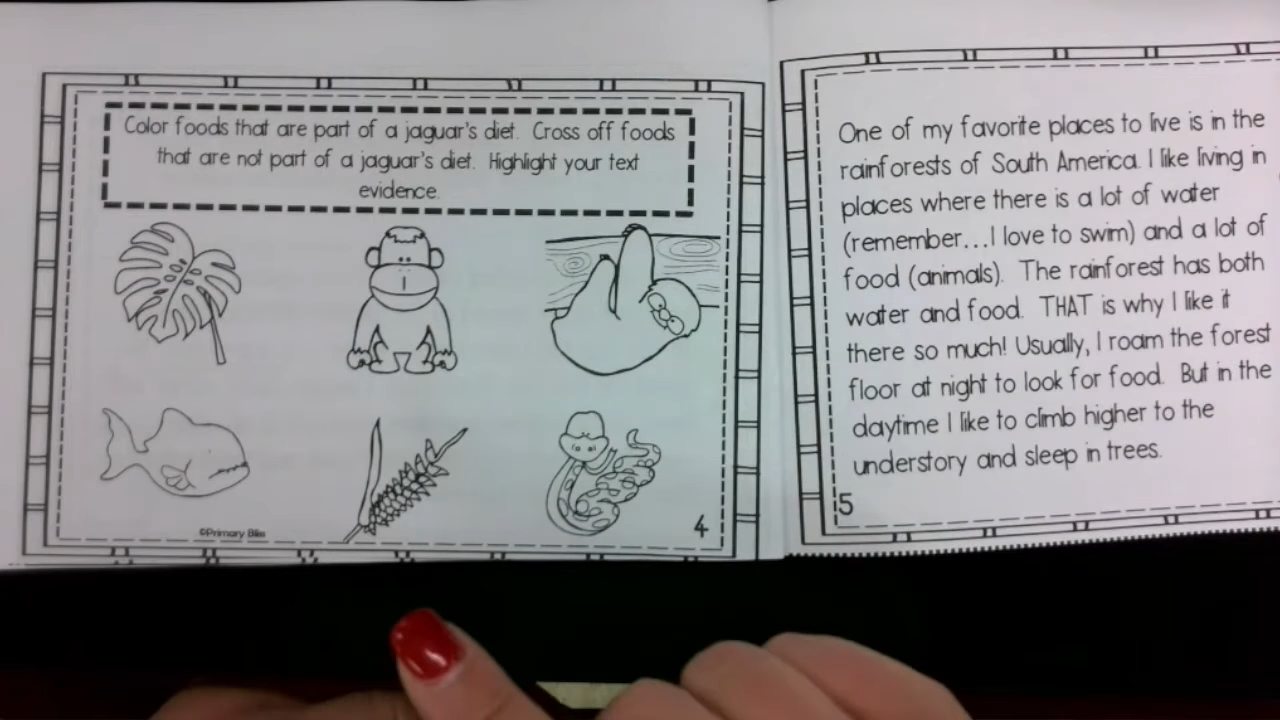 Color foods that are part of a jaguar's diet. Cross off foods
that are not part of a jaguar's diet. Highlight your text
evidence.
©Primary Bliss
4
One of my favorite places to live is in the
rainforests of South America. I like living in
places where there is a lot of water
(remember...I love to swim) and a lot of
food (animals). The rainforest has both
water and food. THAT is why I like it
there so much! Usually, I roam the forest
floor at night to look for food. But in the
daytime I like to climb higher to the
understory and sleep in trees.
5